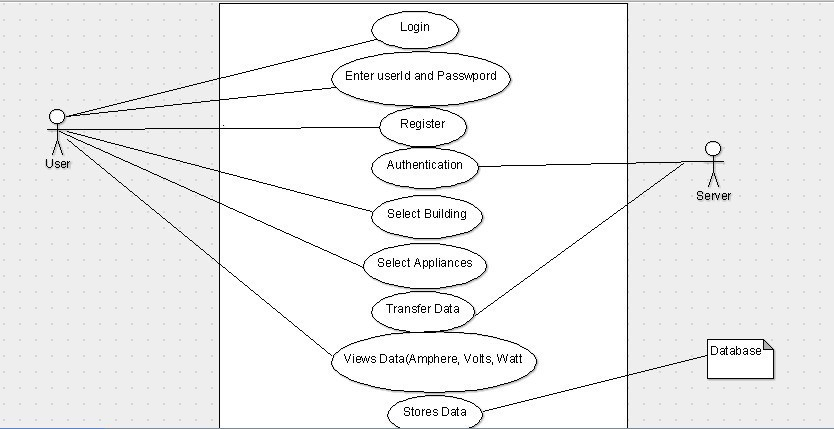 Login
Enter userId and Passwpord
Register
Authentication
User
Server
Select Building
Select Appliances
Transfer Data
Views Data(Amphere, Volts, Watt
Database
Stores Data